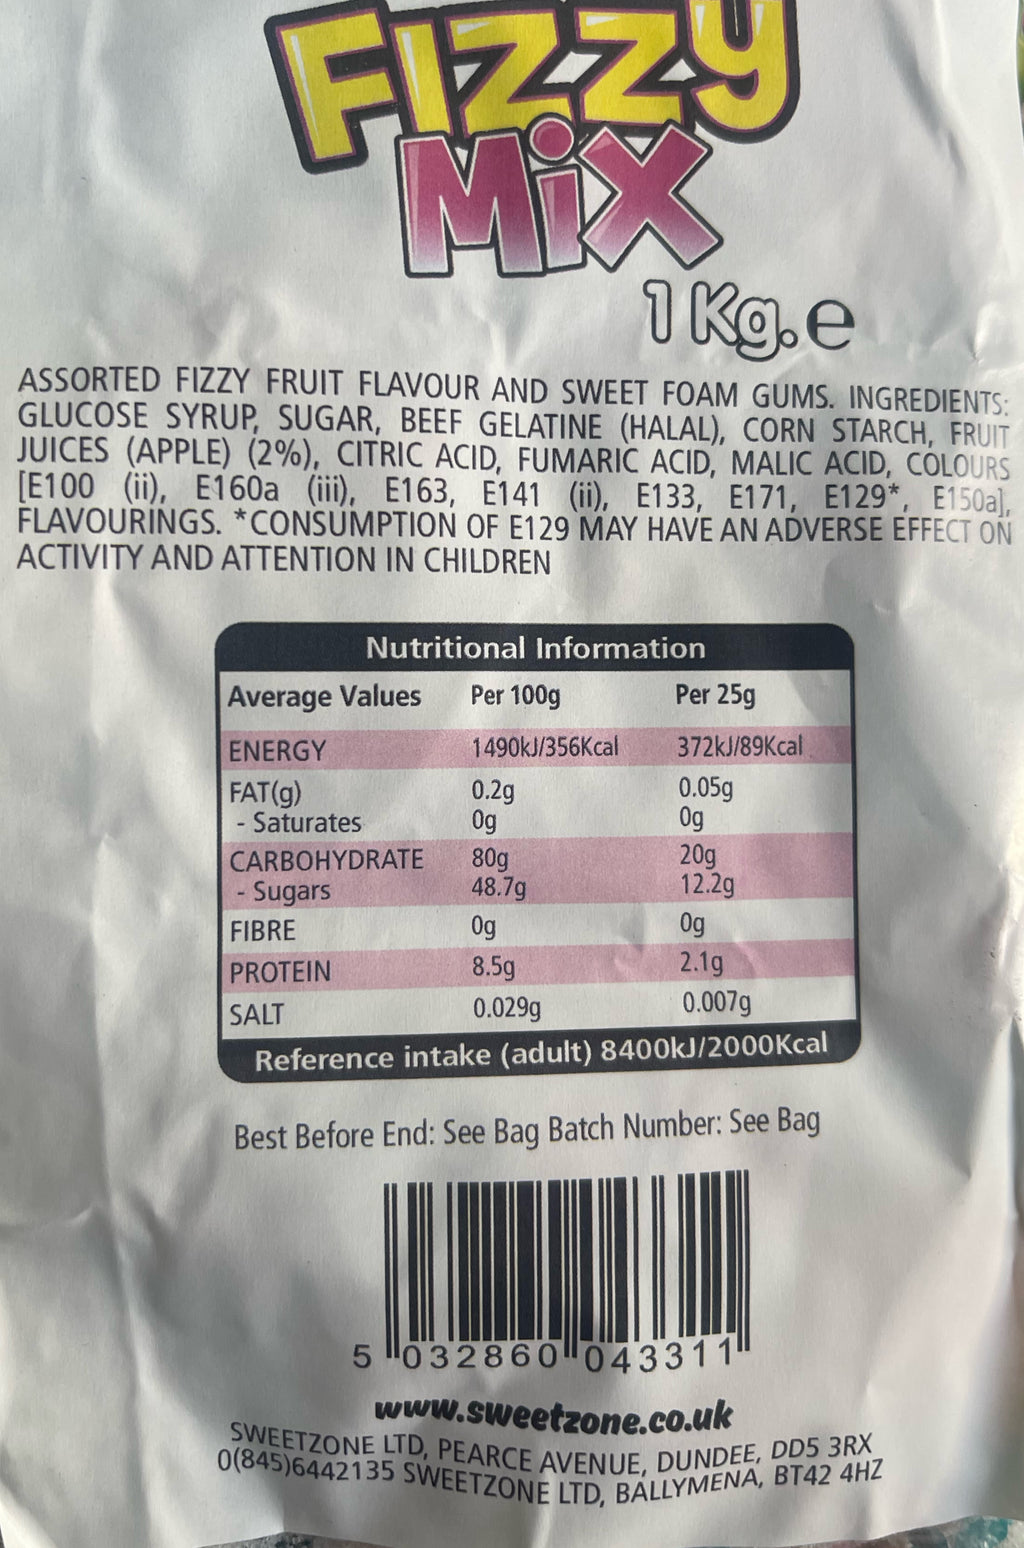 FIZZY
MiX
1 Kg. e
ASSORTED FIZZY FRUIT FLAVOUR AND SWEET FOAM GUMS. INGREDIENTS:
GLUCOSE SYRUP, SUGAR, BEEF GELATINE (HALAL), CORN STARCH, FRUIT
JUICES (APPLE) (2%), CITRIC ACID, FUMARIC ACID, MALIC ACID, COLOURS
[E100 (ii), E160a (iii), E163, E141 (ii), E133, E171, E129*, E150a],
FLAVOURINGS. *CONSUMPTION OF E129 MAY HAVE AN ADVERSE EFFECT ON
ACTIVITY AND ATTENTION IN CHILDREN
Nutritional Information
Average Values Per 100g Per 25g
ENERGY 1490kJ/356Kcal 372kJ/89Kcal
FAT(g) 0.2g 0.05g
- Saturates 0g 0g
CARBOHYDRATE 80g 20g
- Sugars 48.7g 12.2g
FIBRE 0g 0g
PROTEIN 8.5g 2.1g
SALT 0.029g 0.007g
Reference intake (adult) 8400kJ/2000Kcal
Best Before End: See Bag Batch Number: See Bag
5 032860 043311
www.sweetzone.co.uk
SWEETZONE LTD, PEARCE AVENUE, DUNDEE, DD5 3RX
0(845)6442135 SWEETZONE LTD, BALLYMENA, BT42 4HZ